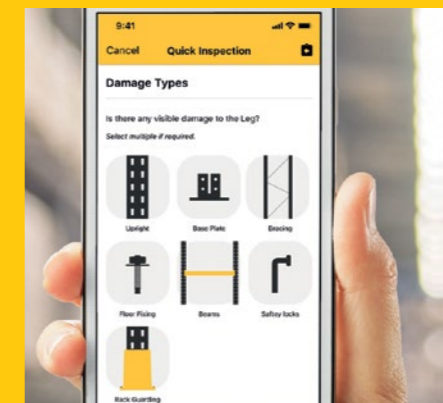 9:41
Cancel Quick Inspection
Damage Types
Is there any visible damage to the Leg?
Select multiple if required.
Upright Base Plate Bracing
Floor Fixing Beams Saftey locks
Rack Guarding